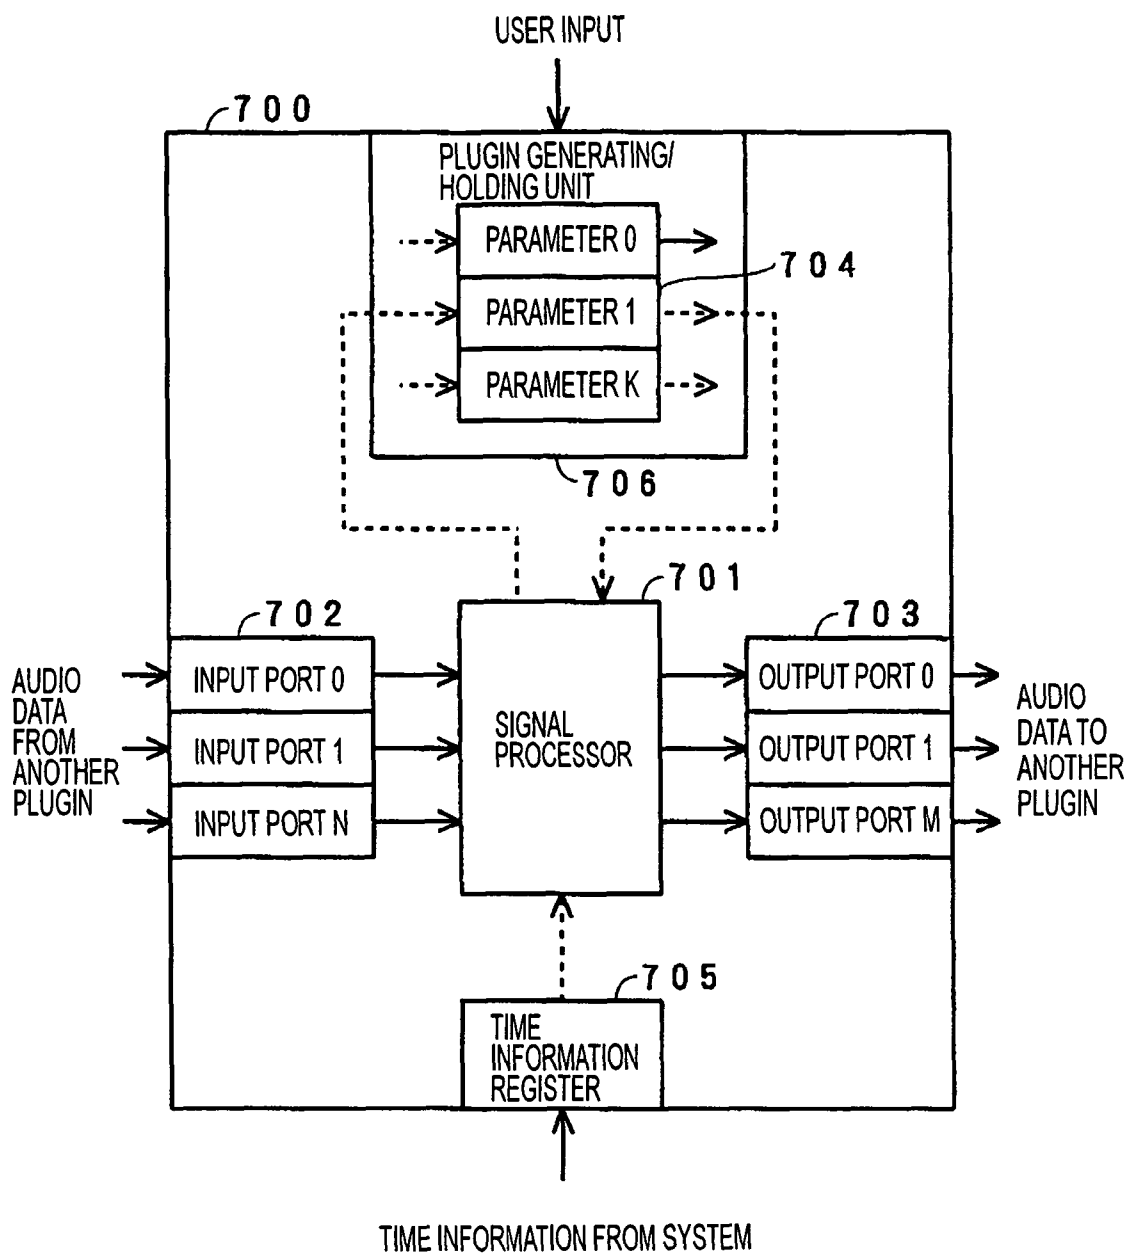 USER INPUT
700
PLUGIN GENERATING/
HOLDING UNIT
PARAMETER 0
704
PARAMETER 1
PARAMETER K
706
701
702
703
INPUT PORT 0
INPUT PORT 1
INPUT PORT N
AUDIO
DATA
FROM
ANOTHER
PLUGIN
SIGNAL
PROCESSOR
OUTPUT PORT 0
OUTPUT PORT 1
OUTPUT PORT M
AUDIO
DATA TO
ANOTHER
PLUGIN
705
TIME
INFORMATION
REGISTER
TIME INFORMATION FROM SYSTEM